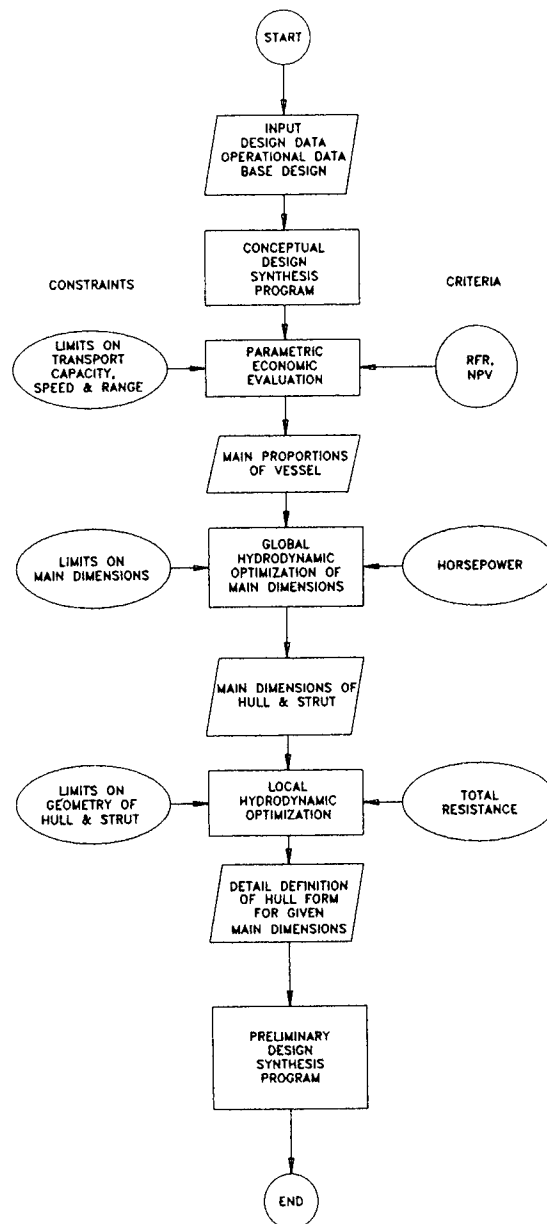 START
INPUT
DESIGN DATA
OPERATIONAL DATA
BASE DESIGN
CONCEPTUAL
DESIGN
SYNTHESIS
PROGRAM
CONSTRAINTS
CRITERIA
LIMITS ON
TRANSPORT
CAPACITY,
SPEED & RANGE
PARAMETRIC
ECONOMIC
EVALUATION
RFR,
NPV
MAIN PROPORTIONS
OF VESSEL
LIMITS ON
MAIN DIMENSIONS
GLOBAL
HYDRODYNAMIC
OPTIMIZATION OF
MAIN DIMENSIONS
HORSEPOWER
MAIN DIMENSIONS OF
HULL & STRUT
LIMITS ON
GEOMETRY OF
HULL & STRUT
LOCAL
HYDRODYNAMIC
OPTIMIZATION
TOTAL
RESISTANCE
DETAIL DEFINITION
OF HULL FORM
FOR GIVEN
MAIN DIMENSIONS
PRELIMINARY
DESIGN
SYNTHESIS
PROGRAM
END